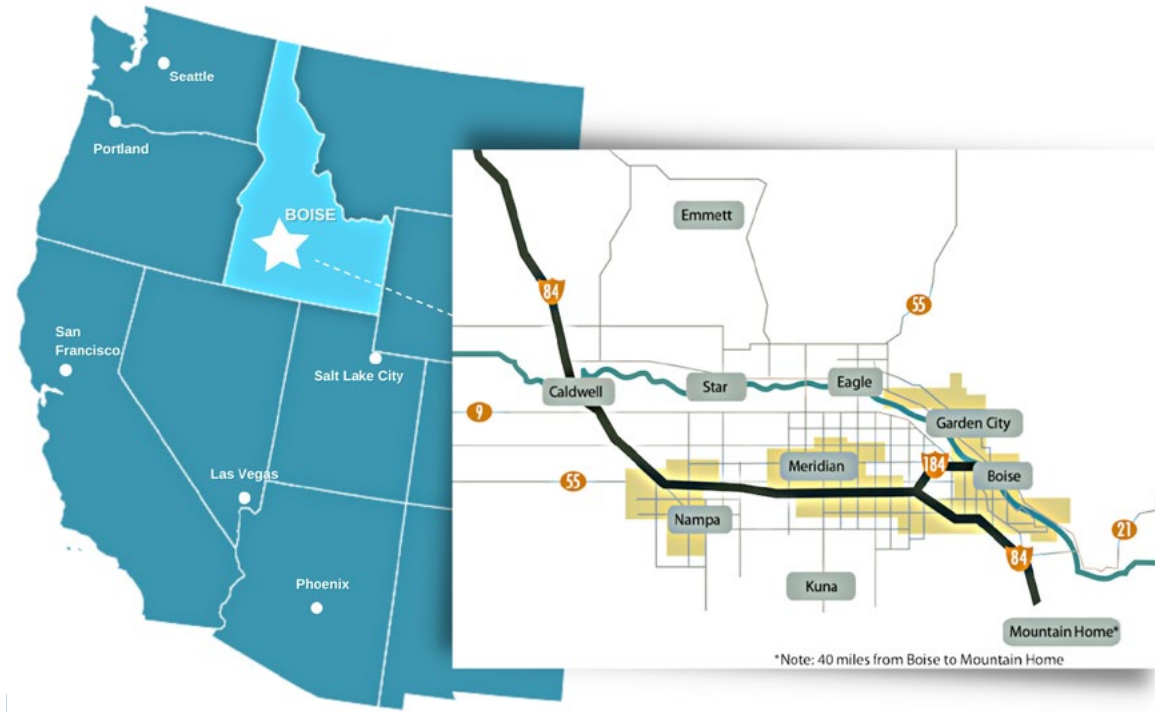 Seattle
Portland
BOISE
San
Francisco
Salt Lake City
Las Vegas
Phoenix
Emmett
84
55
Caldwell
Star
Eagle
9
Garden City
Meridian
184
55
Boise
Nampa
21
84
Kuna
Mountain Home*
*Note: 40 miles from Boise to Mountain Home